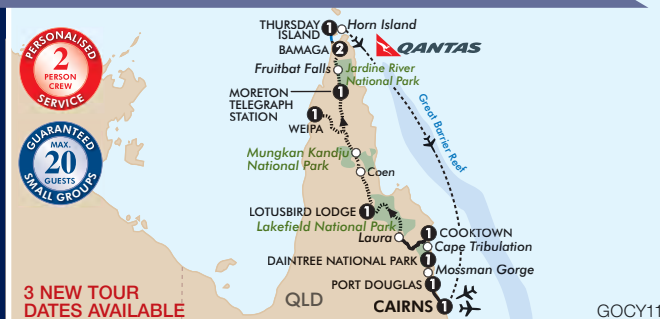 THURSDAY
ISLAND
1
Horn Island
BAMAGA
2
QANTAS
Fruitbat Falls
Jardine River
National Park
MORETON
TELEGRAPH
STATION
1
1
WEIPA
Great Barrier Reef
Mungkan Kandju
National Park
Coen
LOTUSBIRD LODGE
1
Lakefield National Park
Laura
1
COOKTOWN
Cape Tribulation
DAINTREE NATIONAL PARK
1
Mossman Gorge
PORT DOUGLAS
1
CAIRNS
1
QLD
PERSONALISED
2
PERSON
CREW
SERVICE
GUARANTEED
MAX.
20
GUESTS
SMALL GROUPS
3 NEW TOUR
DATES AVAILABLE
GOCY11